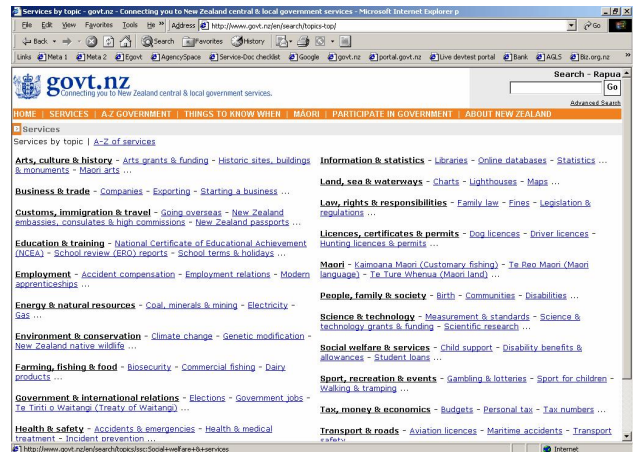 Services by topic - govt.nz - Connecting you to New Zealand central & local government services - Microsoft Internet Explorer p
File Edit View Favorites Tools He » Address http://www.govt.nz/en/search/topics-top/ Go
Back Search Favorites History
Links Meta 1 Meta 2 Egovt AgencySpace Service-Doc checklist Google govt.nz portal.govt.nz Live devtest portal Bank AGLS Biz.org.nz »
Search - Rapua
govt.nz
Connecting you to New Zealand central & local government services.
Go
Advanced Search
HOME | SERVICES | A-Z GOVERNMENT | THINGS TO KNOW WHEN | MĀORI | PARTICIPATE IN GOVERNMENT | ABOUT NEW ZEALAND
Services
Services by topic | A-Z of services
Arts, culture & history - Arts grants & funding - Historic sites, buildings
& monuments - Maori arts ...
Business & trade - Companies - Exporting - Starting a business ...
Customs, immigration & travel - Going overseas - New Zealand
embassies, consulates & high commissions - New Zealand passports ...
Education & training - National Certificate of Educational Achievement
(NCEA) - School review (ERO) reports - School terms & holidays ...
Employment - Accident compensation - Employment relations - Modern
apprenticeships ...
Energy & natural resources - Coal, minerals & mining - Electricity -
Gas ...
Environment & conservation - Climate change - Genetic modification -
New Zealand native wildlife ...
Farming, fishing & food - Biosecurity - Commercial fishing - Dairy
products ...
Government & international relations - Elections - Government jobs -
Te Tiriti o Waitangi (Treaty of Waitangi) ...
Health & safety - Accidents & emergencies - Health & medical
treatment - Incident prevention ...
Information & statistics - Libraries - Online databases - Statistics ...
Land, sea & waterways - Charts - Lighthouses - Maps ...
Law, rights & responsibilities - Family law - Fines - Legislation &
regulations ...
Licences, certificates & permits - Dog licences - Driver licences -
Hunting licences & permits ...
Maori - Kaimoana Maori (Customary fishing) - Te Reo Maori (Maori
language) - Te Ture Whenua (Maori land) ...
People, family & society - Birth - Communities - Disabilities ...
Science & technology - Measurement & standards - Science &
technology grants & funding - Scientific research ...
Social welfare & services - Child support - Disability benefits &
allowances - Student loans ...
Sport, recreation & events - Gambling & lotteries - Sport for children -
Walking & tramping ...
Tax, money & economics - Budgets - Personal tax - Tax numbers ...
Transport & roads - Aviation licences - Maritime accidents - Transport
safety
http://www.govt.nz/en/search/topics/ssc:Social+welfare+&+services Internet